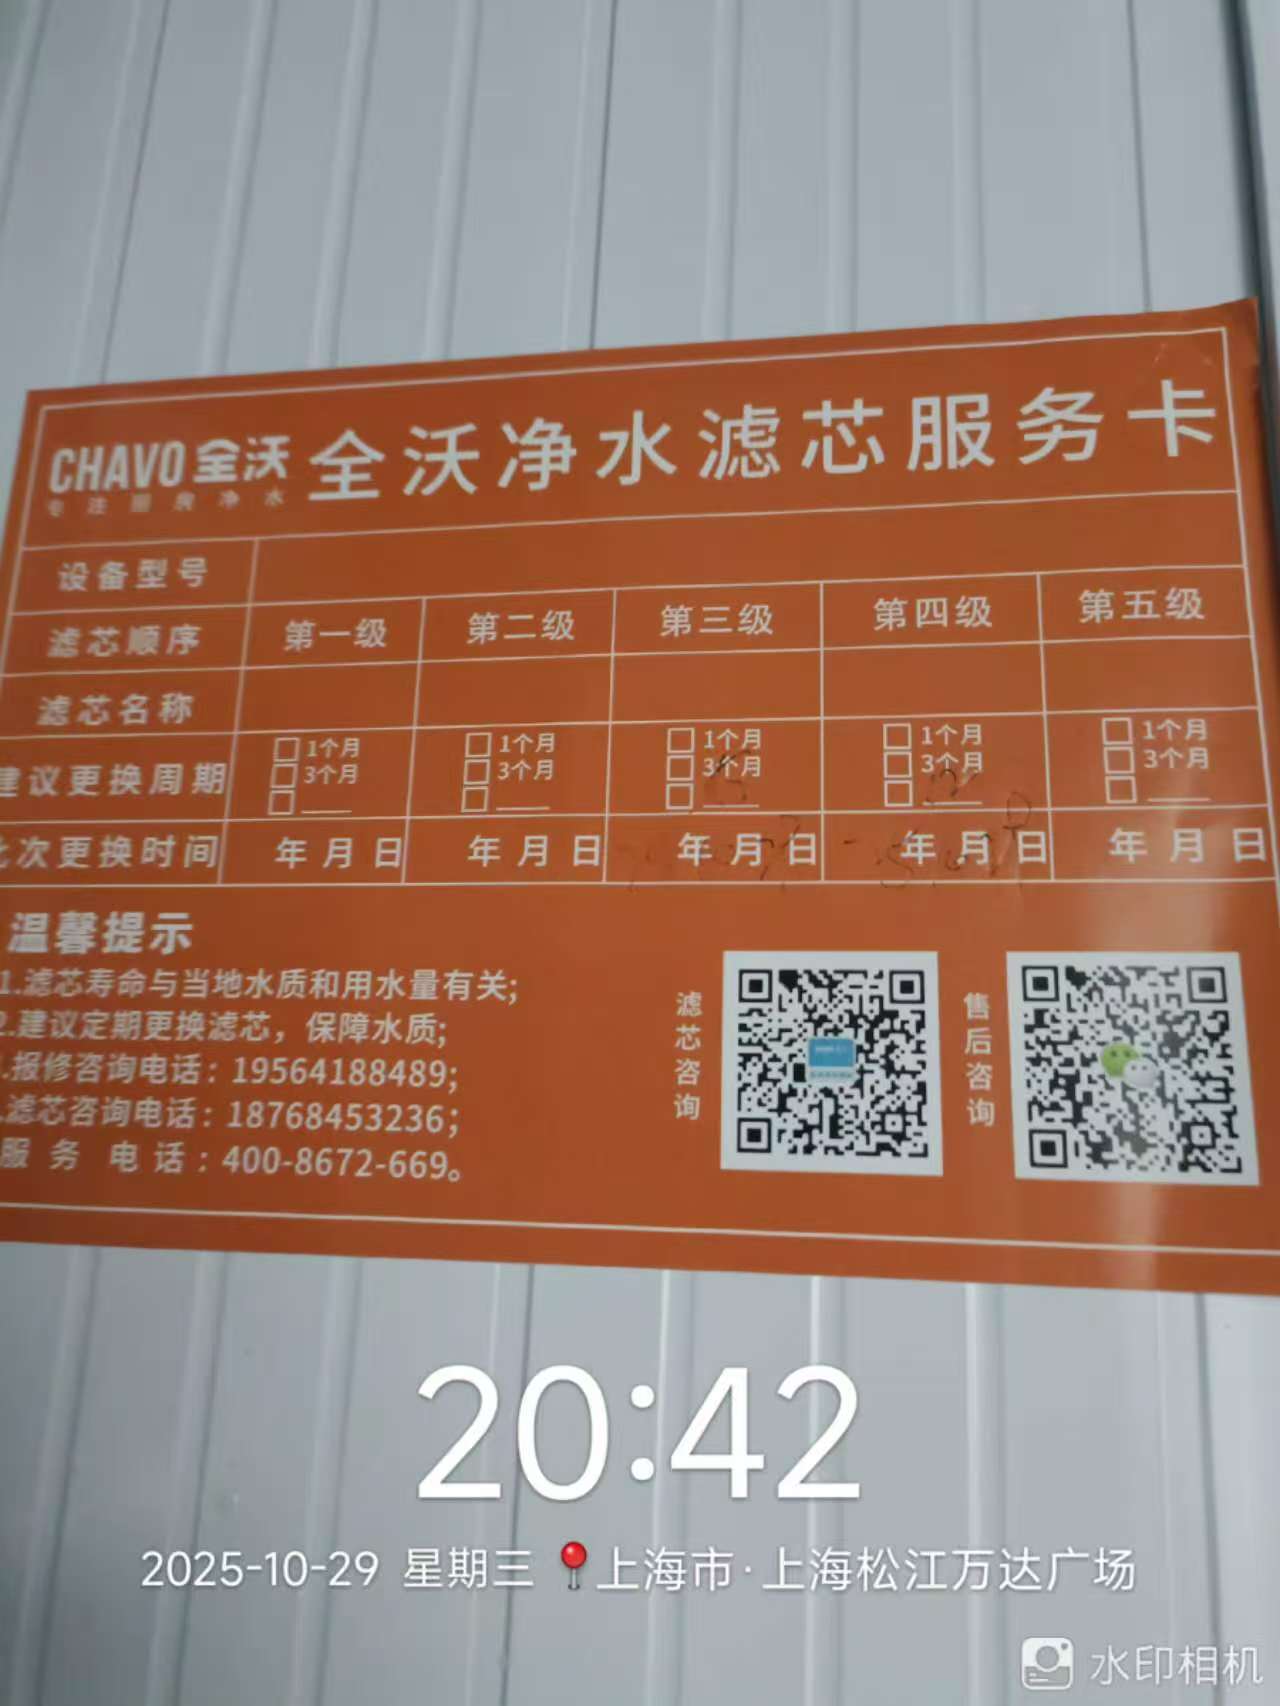 CHAVO 全沃 全沃净水滤芯服务卡
专注厨房净水
设备型号
滤芯顺序 第一级 第二级 第三级 第四级 第五级
滤芯名称
建议更换周期 1个月 1个月 1个月 1个月 1个月
3个月 3个月 3个月 3个月 3个月
此次更换时间 年 月 日 年 月 日 年 月 日 年 月 日 年 月 日
温馨提示
1.滤芯寿命与当地水质和用水量有关;
2.建议定期更换滤芯，保障水质;
.报修咨询电话: 19564188489;
.滤芯咨询电话: 18768453236;
服务电话: 400-8672-669。
滤芯咨询
售后咨询
20:42
2025-10-29 星期三 上海市·上海松江万达广场
水印相机